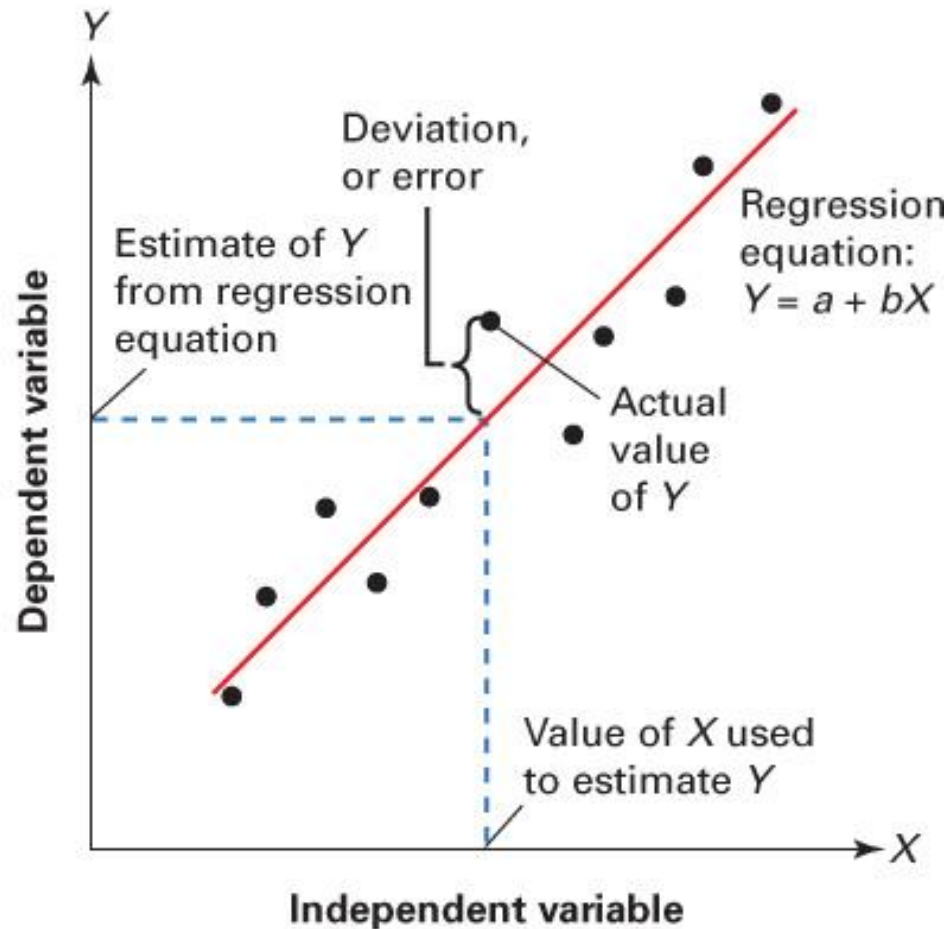 Y
Deviation,
or error
Regression
equation:
Y = a + bX
Estimate of Y
from regression
equation
Dependent variable
Actual
value
of Y
Value of X used
to estimate Y
X
Independent variable